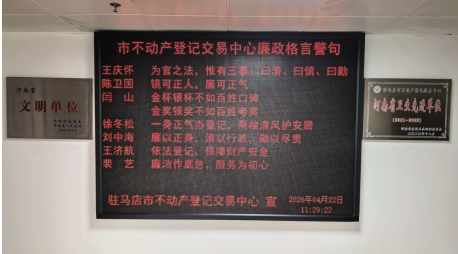 市不动产登记交易中心廉政格言警句
王庆怀 为官之法，惟有三事，曰清、曰慎、曰勤
陈卫国 镜可正人，廉可正气
闫山 金杯银杯不如百姓口碑
金奖银奖不如百姓夸奖
徐冬松 一身正气办登记，两袖清风护安居
刘中海 廉以正身，洁以行政，勤以尽责
王济航 依法登记，保障财产安全
裴艺 廉洁作底色，服务为初心
驻马店市不动产登记交易中心 宣
2026年04月22日
11:29:22
河南省
文明单位
河南省卫生先进单位